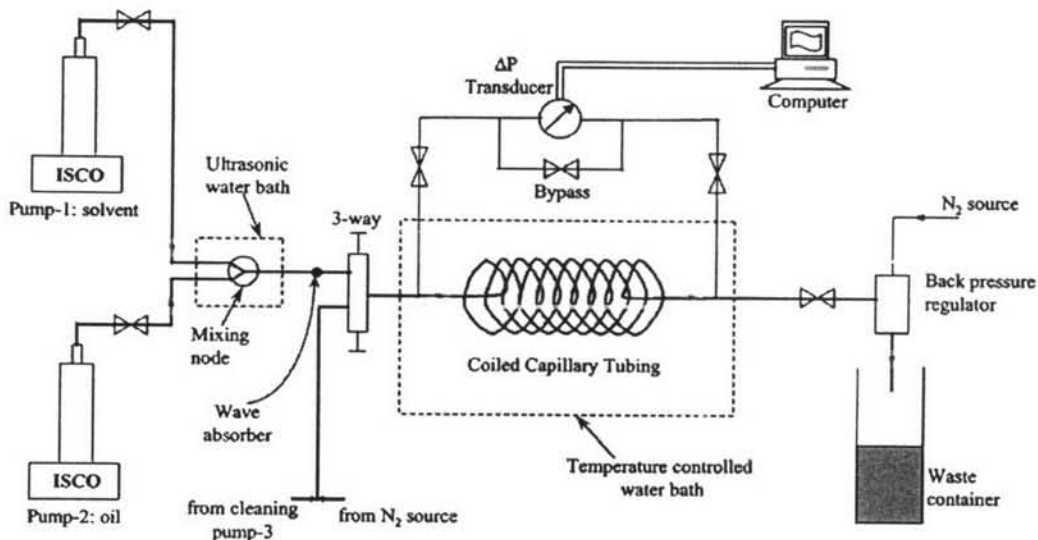 ISCO
Pump-1: solvent
Ultrasonic
water bath
Mixing
node
Wave
absorber
3-way
ΔP
Transducer
Bypass
Computer
Coiled Capillary Tubing
Temperature controlled
water bath
N₂ source
Back pressure
regulator
Waste
container
ISCO
Pump-2: oil
from cleaning
pump-3
from N₂ source